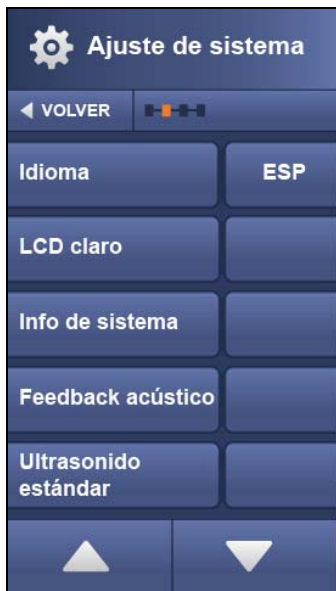 Ajuste de sistema
VOLVER
Idioma
ESP
LCD claro
Info de sistema
Feedback acústico
Ultrasonido
estándar